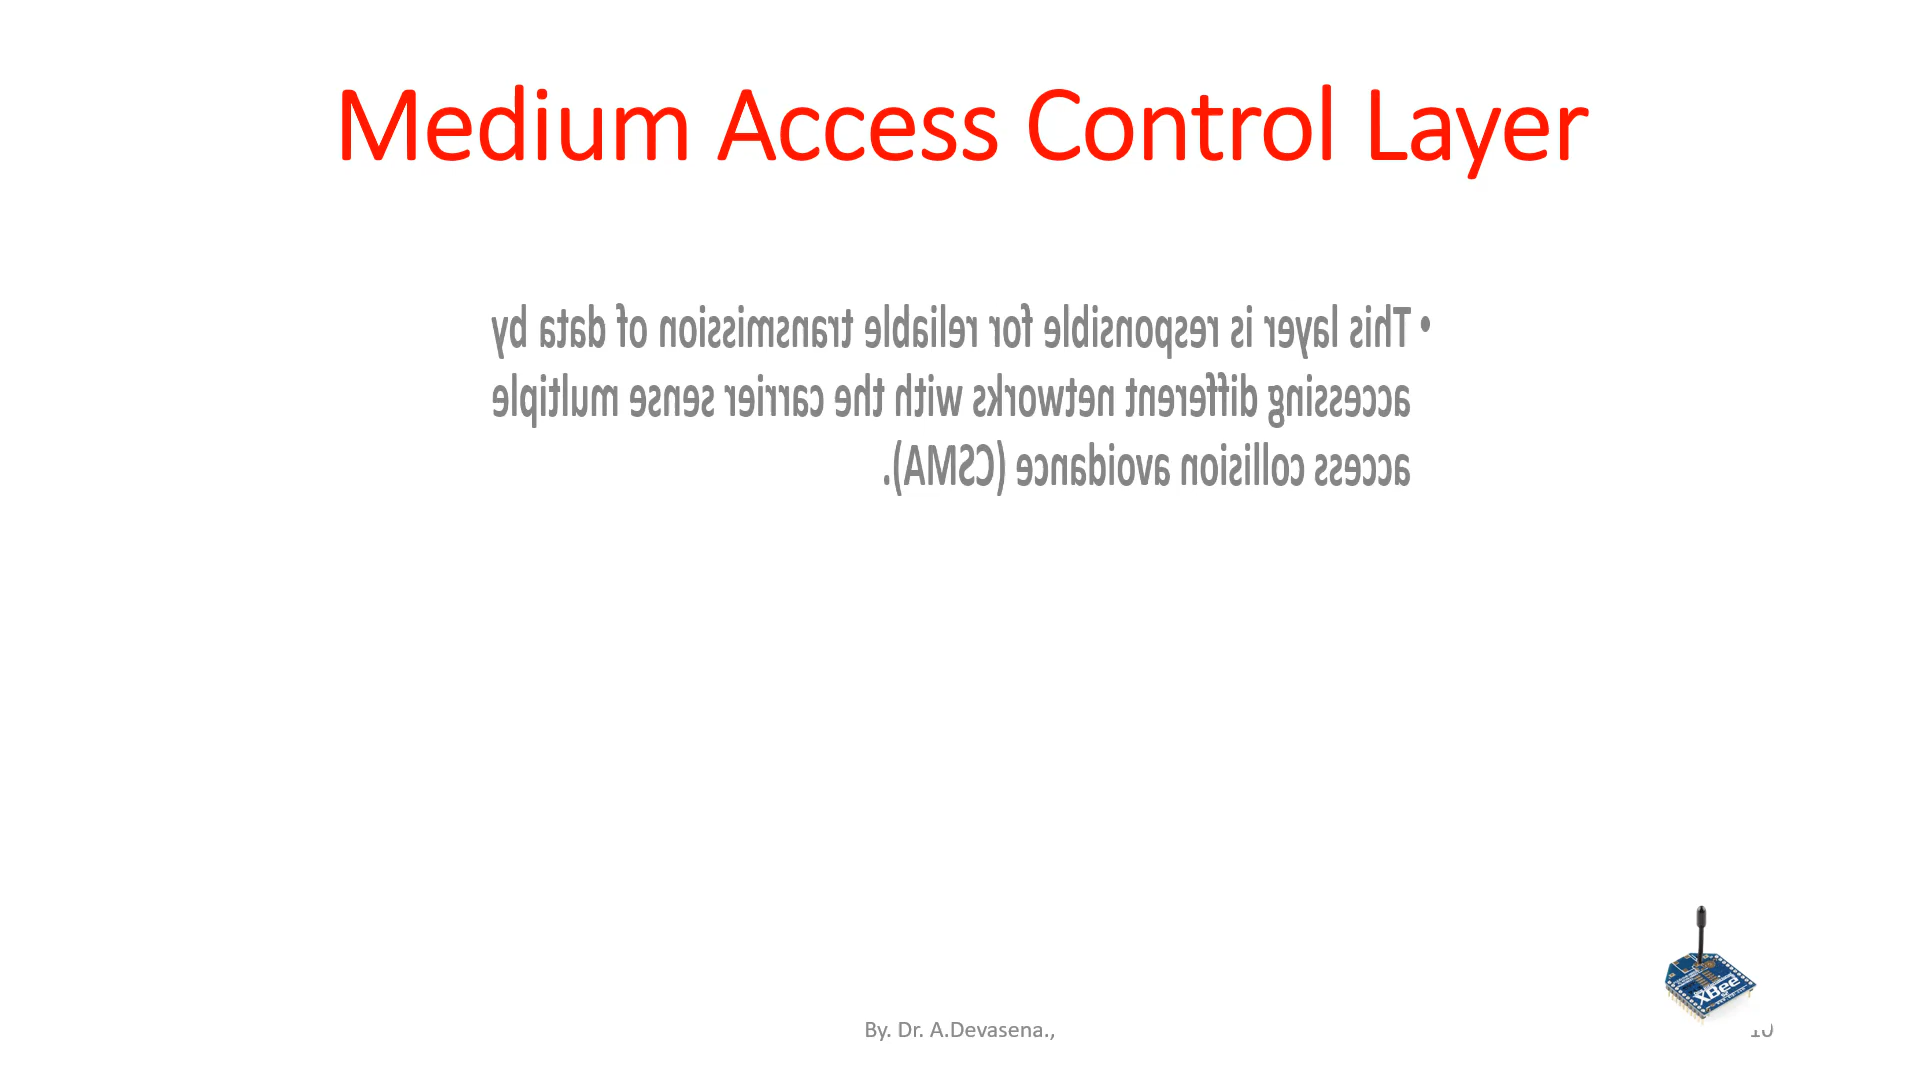 Medium Access Control Layer
• This layer is responsible for reliable transmission of data by
accessing different networks with the carrier sense multiple
access collision avoidance (CSMA).
XBee
By. Dr. A.Devasena.,
10